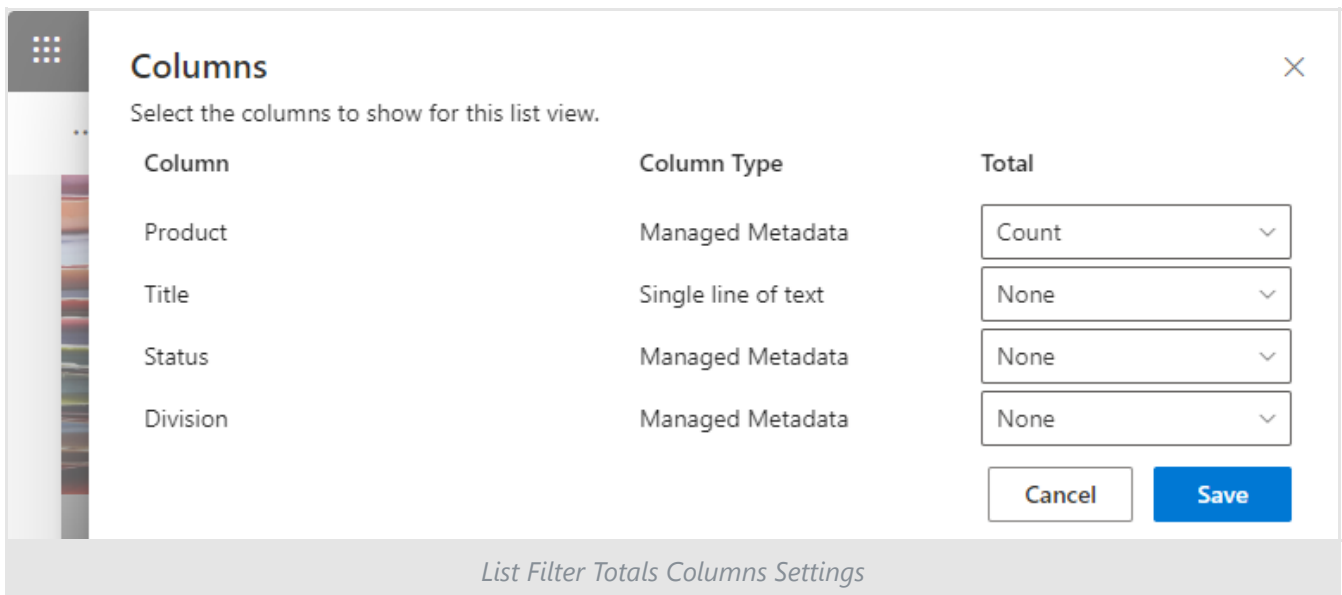 Columns
Select the columns to show for this list view.
Column Column Type Total
Product Managed Metadata Count
Title Single line of text None
Status Managed Metadata None
Division Managed Metadata None
Cancel Save
List Filter Totals Columns Settings